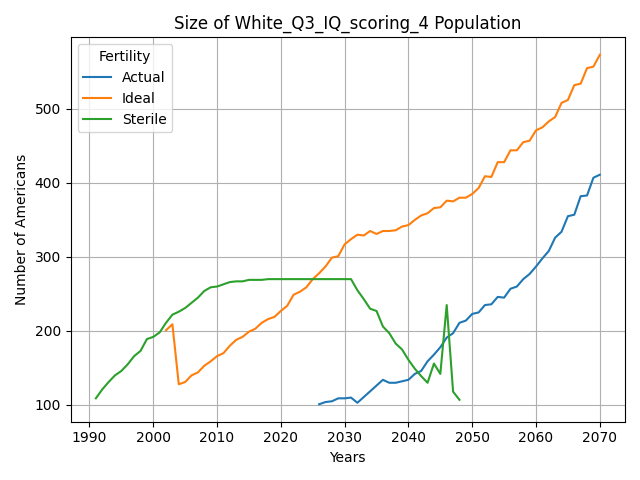 Size of White_Q3_IQ_scoring_4 Population
Fertility
Actual
Ideal
Sterile
Number of Americans
500
400
300
200
100
1990 2000 2010 2020 2030 2040 2050 2060 2070
Years